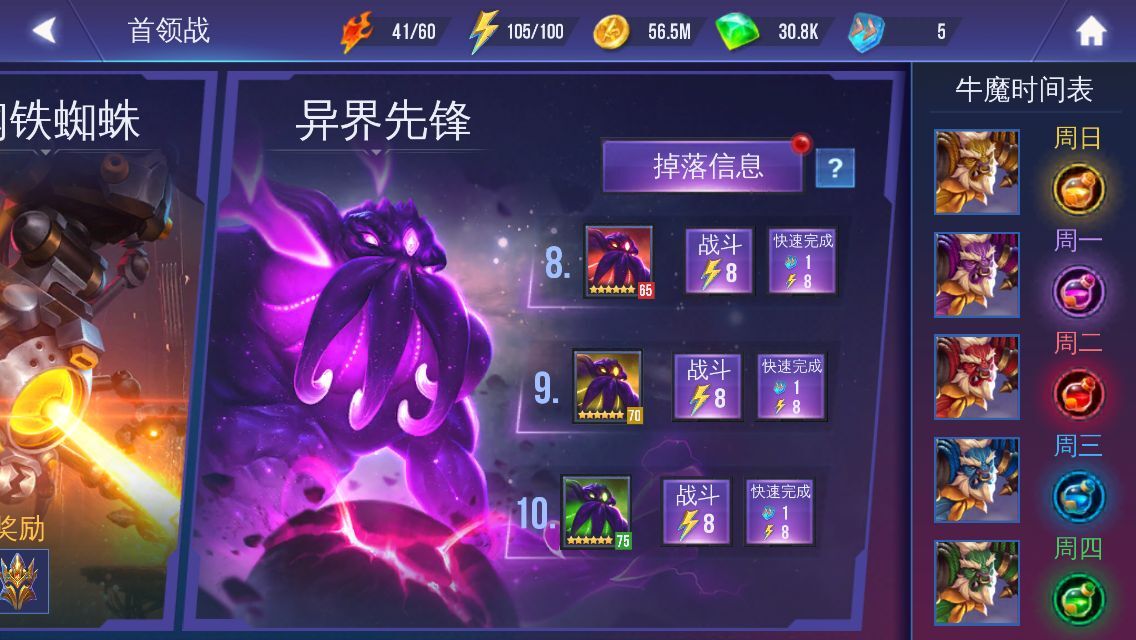 首领战
41/60
105/100
56.5M
30.8K
5
铁蜘蛛
奖励
异界先锋
掉落信息
?
8.
65
战斗
8
快速完成
1
8
9.
70
战斗
8
快速完成
1
8
10.
75
战斗
8
快速完成
1
8
牛魔时间表
周日
周一
周二
周三
周四